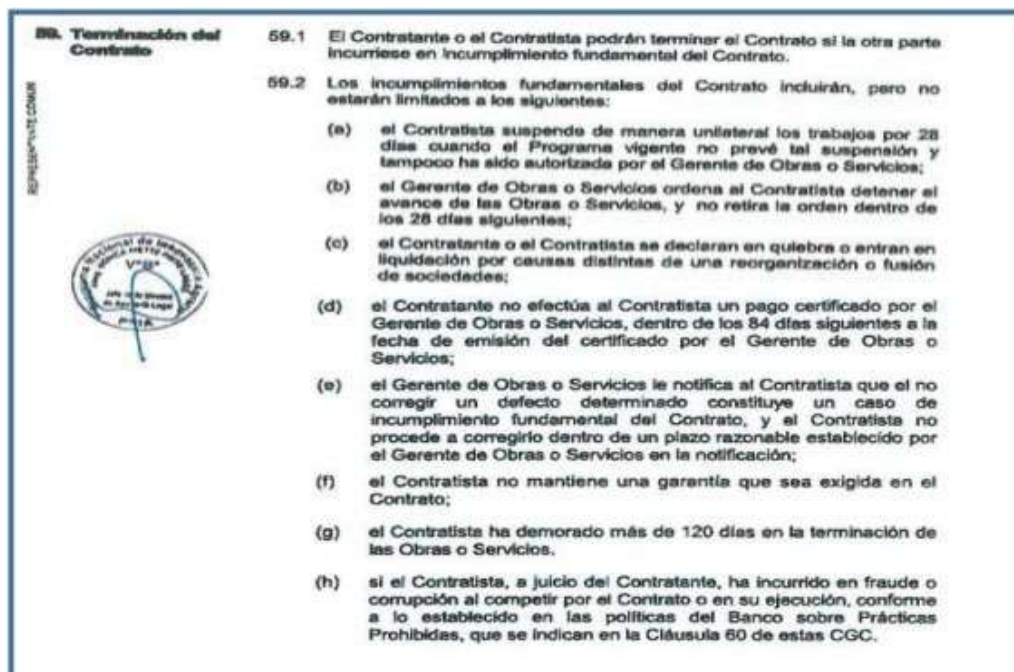 59. Terminación del
Contrato
59.1 El Contratante o el Contratista podrán terminar el Contrato si la otra parte
incurriese en incumplimiento fundamental del Contrato.
59.2 Los incumplimientos fundamentales del Contrato incluirán, pero no
estarán limitados a los siguientes:
(a) el Contratista suspende de manera unilateral los trabajos por 28
días cuando el Programa vigente no prevé tal suspensión y
tampoco ha sido autorizada por el Gerente de Obras o Servicios;
(b) el Gerente de Obras o Servicios ordena al Contratista detener el
avance de las Obras o Servicios, y no retira la orden dentro de
los 28 días siguientes;
(c) el Contratante o el Contratista se declaran en quiebra o entran en
liquidación por causas distintas de una reorganización o fusión
de sociedades;
(d) el Contratante no efectúa al Contratista un pago certificado por el
Gerente de Obras o Servicios, dentro de los 84 días siguientes a la
fecha de emisión del certificado por el Gerente de Obras o
Servicios;
(e) el Gerente de Obras o Servicios le notifica al Contratista que el no
corregir un defecto determinado constituye un caso de
incumplimiento fundamental del Contrato, y el Contratista no
procede a corregirlo dentro de un plazo razonable establecido por
el Gerente de Obras o Servicios en la notificación;
(f) el Contratista no mantiene una garantía que sea exigida en el
Contrato;
(g) el Contratista ha demorado más de 120 días en la terminación de
las Obras o Servicios.
(h) si el Contratista, a juicio del Contratante, ha incurrido en fraude o
corrupción al competir por el Contrato o en su ejecución, conforme
a lo establecido en las políticas del Banco sobre Prácticas
Prohibidas, que se indican en la Cláusula 60 de estas CGC.
REPRESENTANTE COMUN